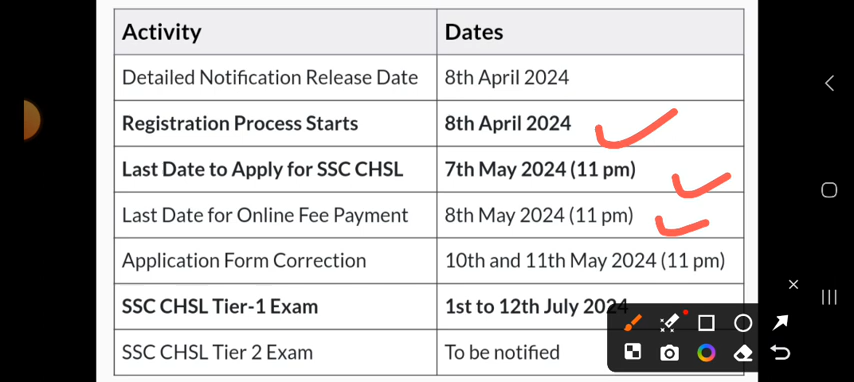 Activity Dates
Detailed Notification Release Date 8th April 2024
Registration Process Starts 8th April 2024
Last Date to Apply for SSC CHSL 7th May 2024 (11 pm)
Last Date for Online Fee Payment 8th May 2024 (11 pm)
Application Form Correction 10th and 11th May 2024 (11 pm)
SSC CHSL Tier-1 Exam 1st to 12th July 2024
SSC CHSL Tier 2 Exam To be notified